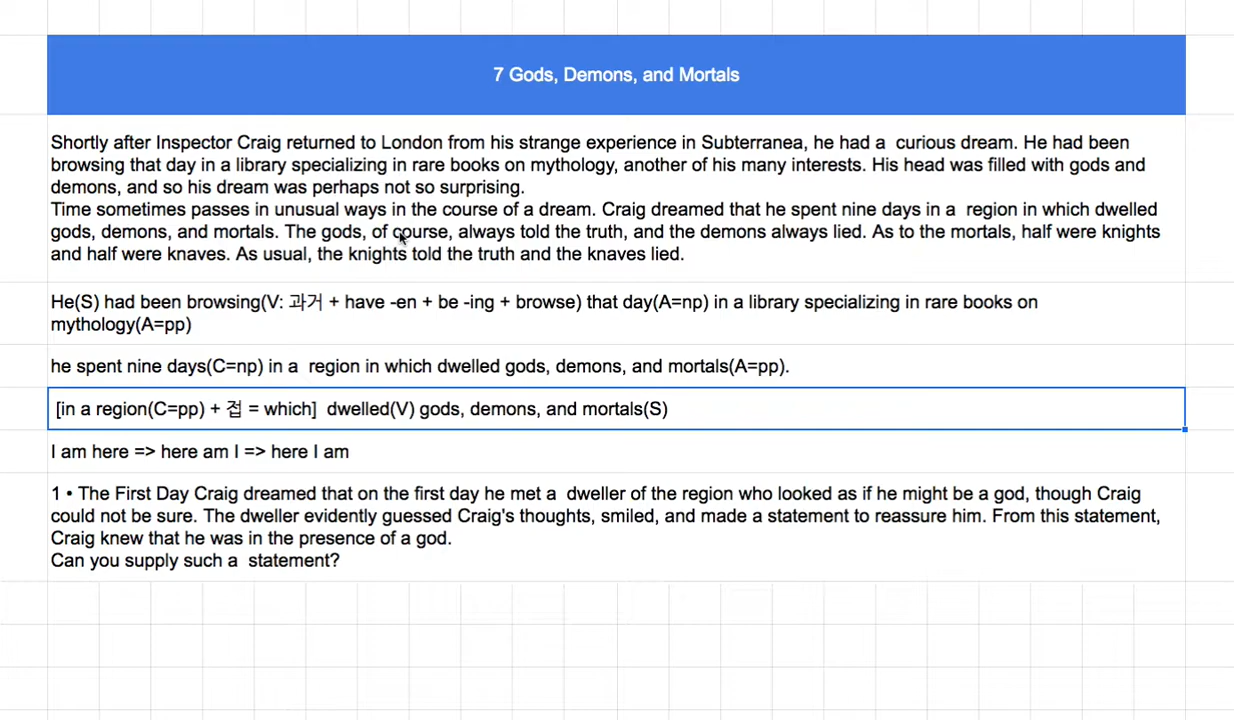 7 Gods, Demons, and Mortals
Shortly after Inspector Craig returned to London from his strange experience in Subterranea, he had a  curious dream. He had been
browsing that day in a library specializing in rare books on mythology, another of his many interests. His head was filled with gods and
demons, and so his dream was perhaps not so surprising.
Time sometimes passes in unusual ways in the course of a dream. Craig dreamed that he spent nine days in a  region in which dwelled
gods, demons, and mortals. The gods, of course, always told the truth, and the demons always lied. As to the mortals, half were knights
and half were knaves. As usual, the knights told the truth and the knaves lied.
He(S) had been browsing(V: 과거 + have -en + be -ing + browse) that day(A=np) in a library specializing in rare books on
mythology(A=pp)
he spent nine days(C=np) in a  region in which dwelled gods, demons, and mortals(A=pp).
[in a region(C=pp) + 접 = which]  dwelled(V) gods, demons, and mortals(S)
I am here => here am I => here I am
1 • The First Day Craig dreamed that on the first day he met a  dweller of the region who looked as if he might be a god, though Craig
could not be sure. The dweller evidently guessed Craig's thoughts, smiled, and made a statement to reassure him. From this statement,
Craig knew that he was in the presence of a god.
Can you supply such a  statement?